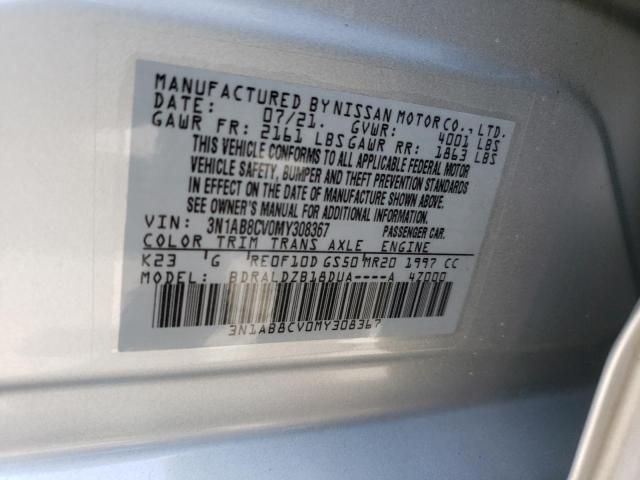 MANUFACTURED BY NISSAN MOTOR CO., LTD.
DATE: 07/21. GVWR: 4001 LBS
GAWR FR: 2161 LBS GAWR RR: 1863 LBS
THIS VEHICLE CONFORMS TO ALL APPLICABLE FEDERAL MOTOR
VEHICLE SAFETY, BUMPER AND THEFT PREVENTION STANDARDS
IN EFFECT ON THE DATE OF MANUFACTURE SHOWN ABOVE.
SEE OWNER'S MANUAL FOR ADDITIONAL INFORMATION.
VIN: 3N1AB8CV0MY308367 PASSENGER CAR.
COLOR TRIM TRANS AXLE ENGINE
K23 G RE0F10D GS50 MR20 1997 CC
MODEL: BDRALDZB18DUA----A 4Z000
3N1AB8CV0MY308367